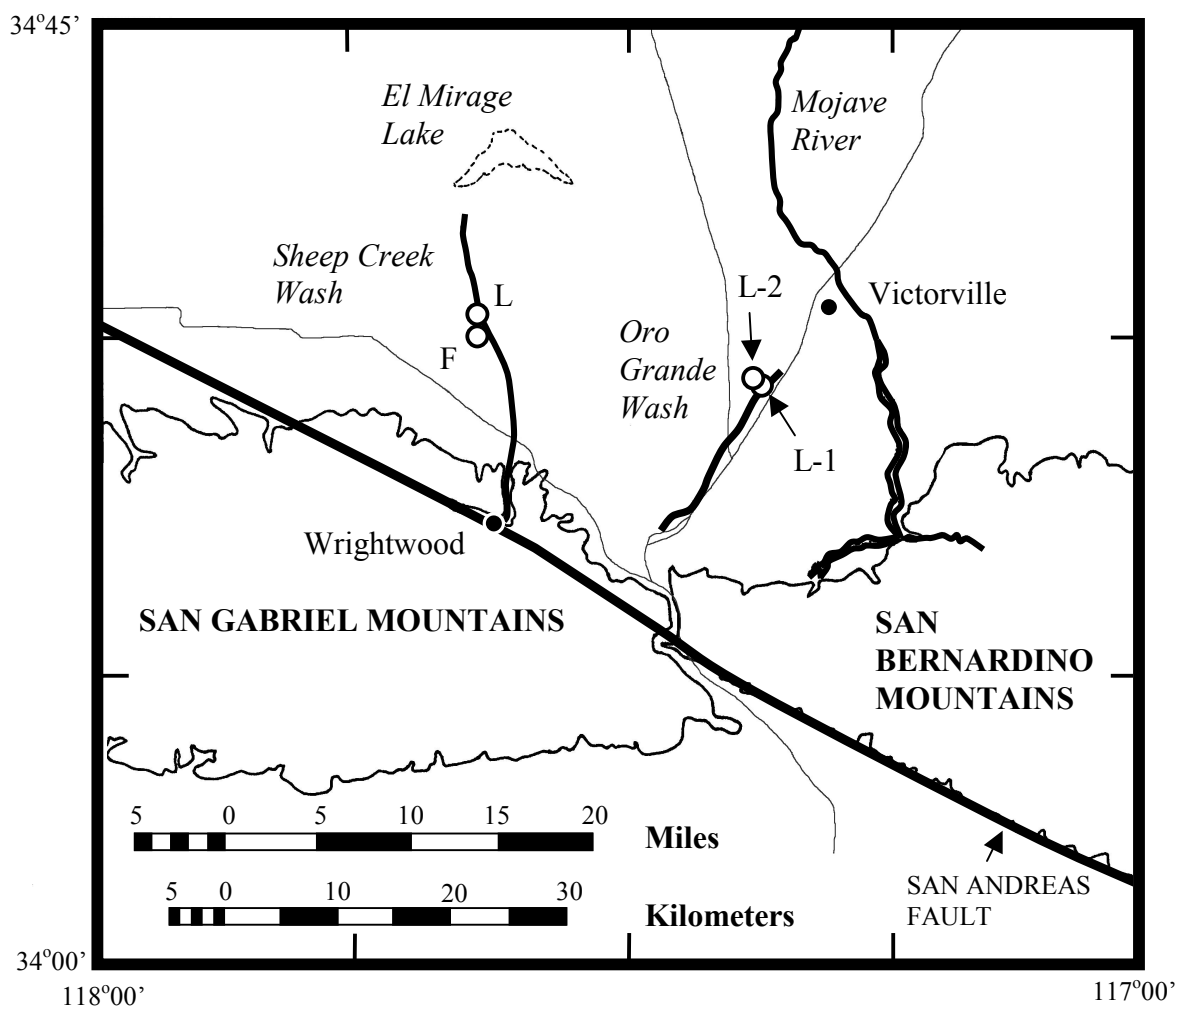 34°45'
El Mirage
Lake
Mojave
River
Sheep Creek
Wash
L
F
L-2
Victorville
Oro
Grande
Wash
L-1
Wrightwood
SAN GABRIEL MOUNTAINS
SAN
BERNARDINO
MOUNTAINS
5 0 5 10 15 20
Miles
5 0 10 20 30
Kilometers
SAN ANDREAS
FAULT
34°00'
118°00'
117°00'